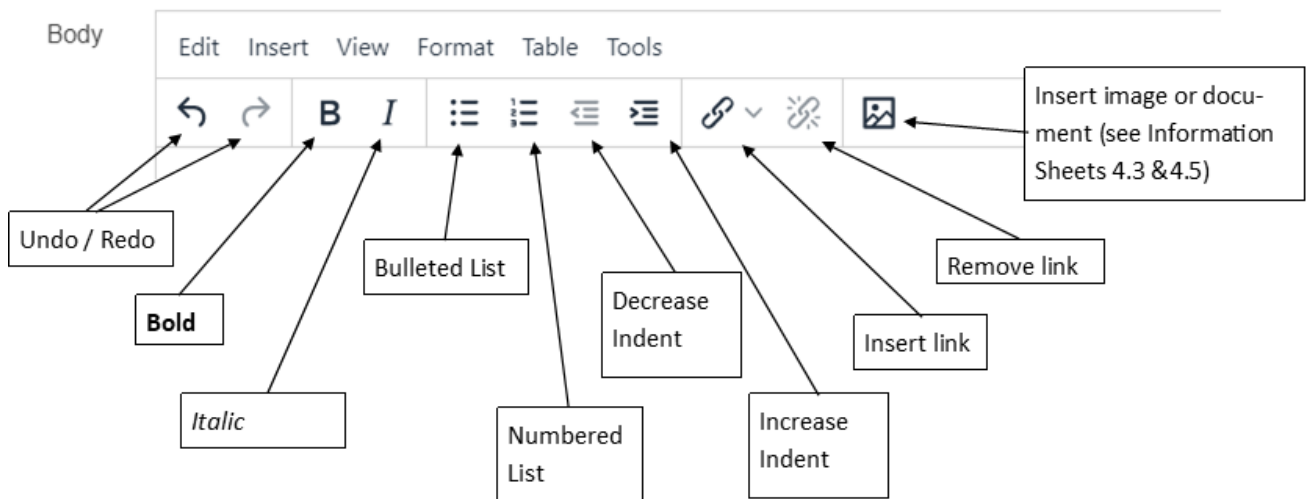 Body
Edit Insert View Format Table Tools
B I
Insert image or docu-
ment (see Information
Sheets 4.3 &4.5)
Undo / Redo
Bulleted List
Remove link
Decrease
Indent
Bold
Insert link
Italic
Numbered
List
Increase
Indent